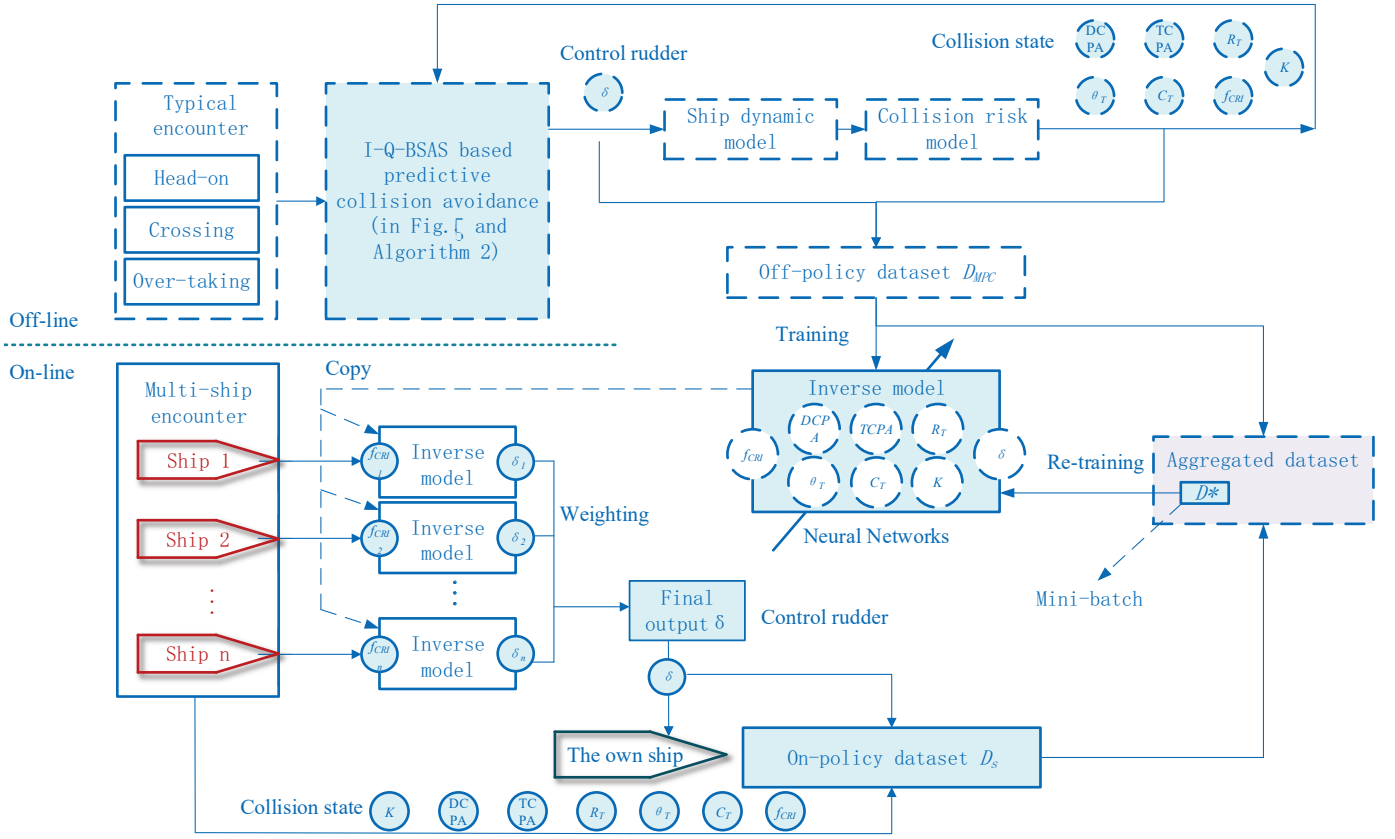 Typical
encounter
Head-on
Crossing
Over-taking
Off-line
I-Q-BSAS based
predictive
collision avoidance
(in Fig.5 and
Algorithm 2)
Control rudder
δ
Ship dynamic
model
Collision risk
model
Collision state
DC
PA
TC
PA
R_T
K
θ_T
C_T
f_CRI
Off-policy dataset D_MPC
Training
On-line
Multi-ship
encounter
Ship 1
Ship 2
⋮
Ship n
Copy
f_CRI
1
Inverse
model
δ_1
f_CRI
2
Inverse
model
δ_2
⋮
f_CRI
n
Inverse
model
δ_n
Weighting
Final
output δ
Control rudder
δ
The own ship
Inverse model
f_CRI
DCP
A
TCPA
R_T
θ_T
C_T
K
δ
Neural Networks
Re-training
Aggregated dataset
D*
Mini-batch
On-policy dataset D_s
Collision state
K
DC
PA
TC
PA
R_T
θ_T
C_T
f_CRI